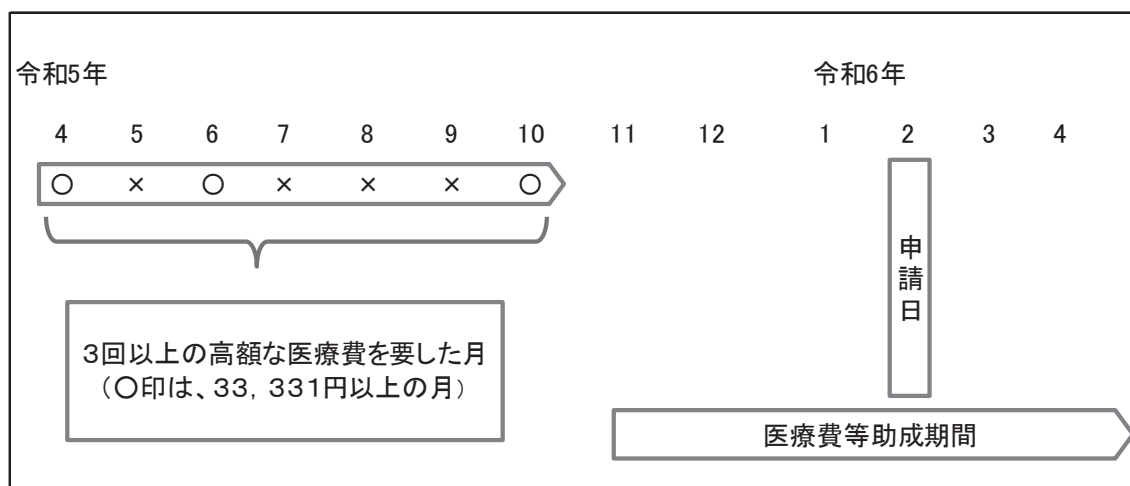 令和5年 令和6年
4 5 6 7 8 9 10 11 12 1 2 3 4
○ × ○ × × × ○
申請日
3回以上の高額な医療費を要した月
(○印は、33,331円以上の月)
医療費等助成期間